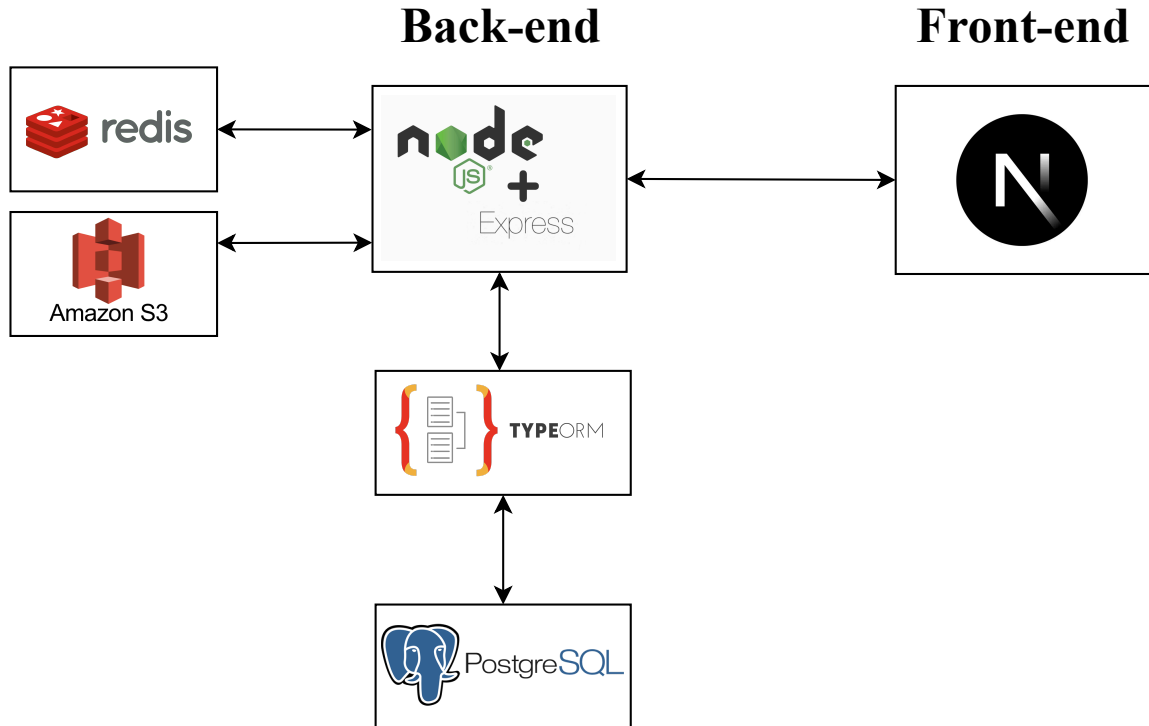 Back-end
Front-end
redis
node
JS
+
Express
N
Amazon S3
TYPEORM
PostgreSQL